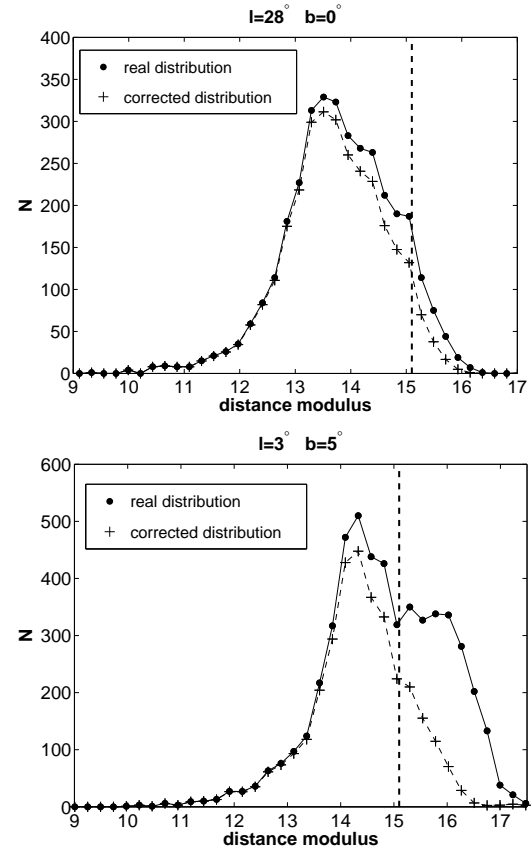 l=28° b=0°
400
350
300
250
200
150
100
50
0
N
real distribution
corrected distribution
9 10 11 12 13 14 15 16 17
distance modulus
l=3° b=5°
600
500
400
300
200
100
0
N
real distribution
corrected distribution
9 10 11 12 13 14 15 16 17
distance modulus